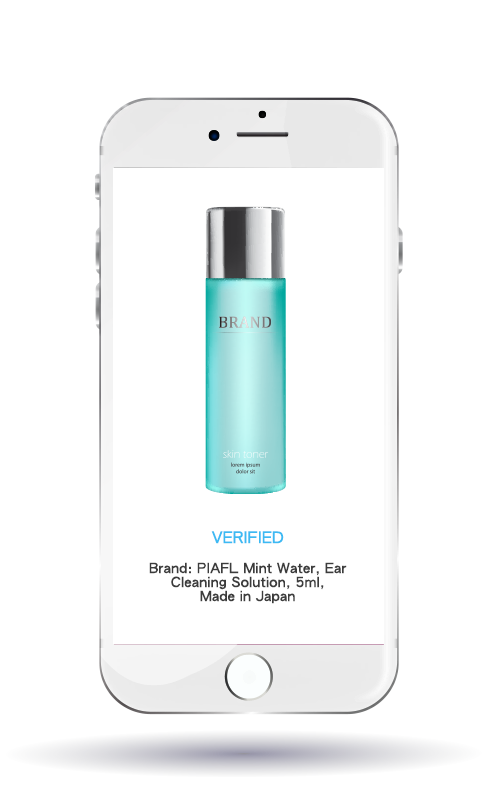 BRAND
skin toner
lorem ipsum
dolor sit
VERIFIED
Brand: PIAFL Mint Water, Ear
Cleaning Solution, 5ml,
Made in Japan